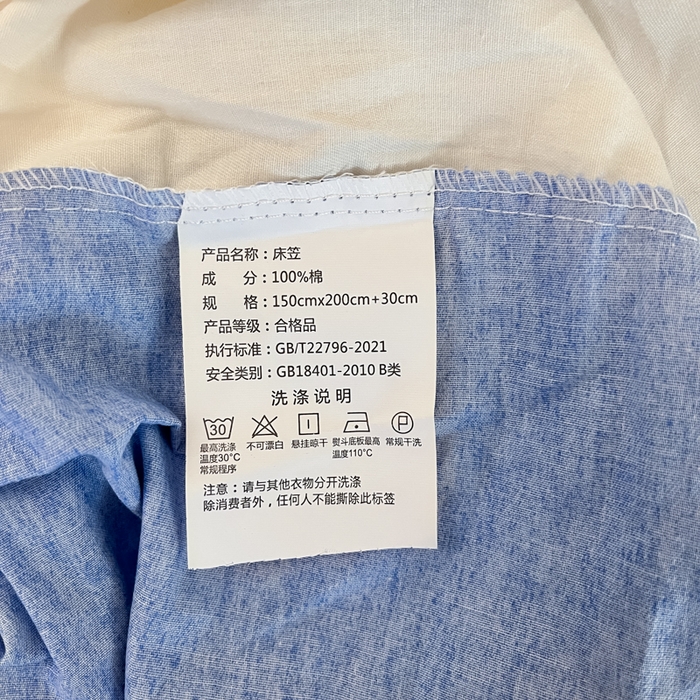 产品名称：床笠
成 分：100%棉
规 格：150cmx200cm+30cm
产品等级：合格品
执行标准：GB/T22796-2021
安全类别：GB18401-2010 B类
洗涤说明
30 P
最高洗涤温度30°C常规程序 不可漂白 悬挂晾干 熨斗底板最高温度110°C 常规干洗
注意：请与其他衣物分开洗涤
除消费者外，任何人不能撕除此标签